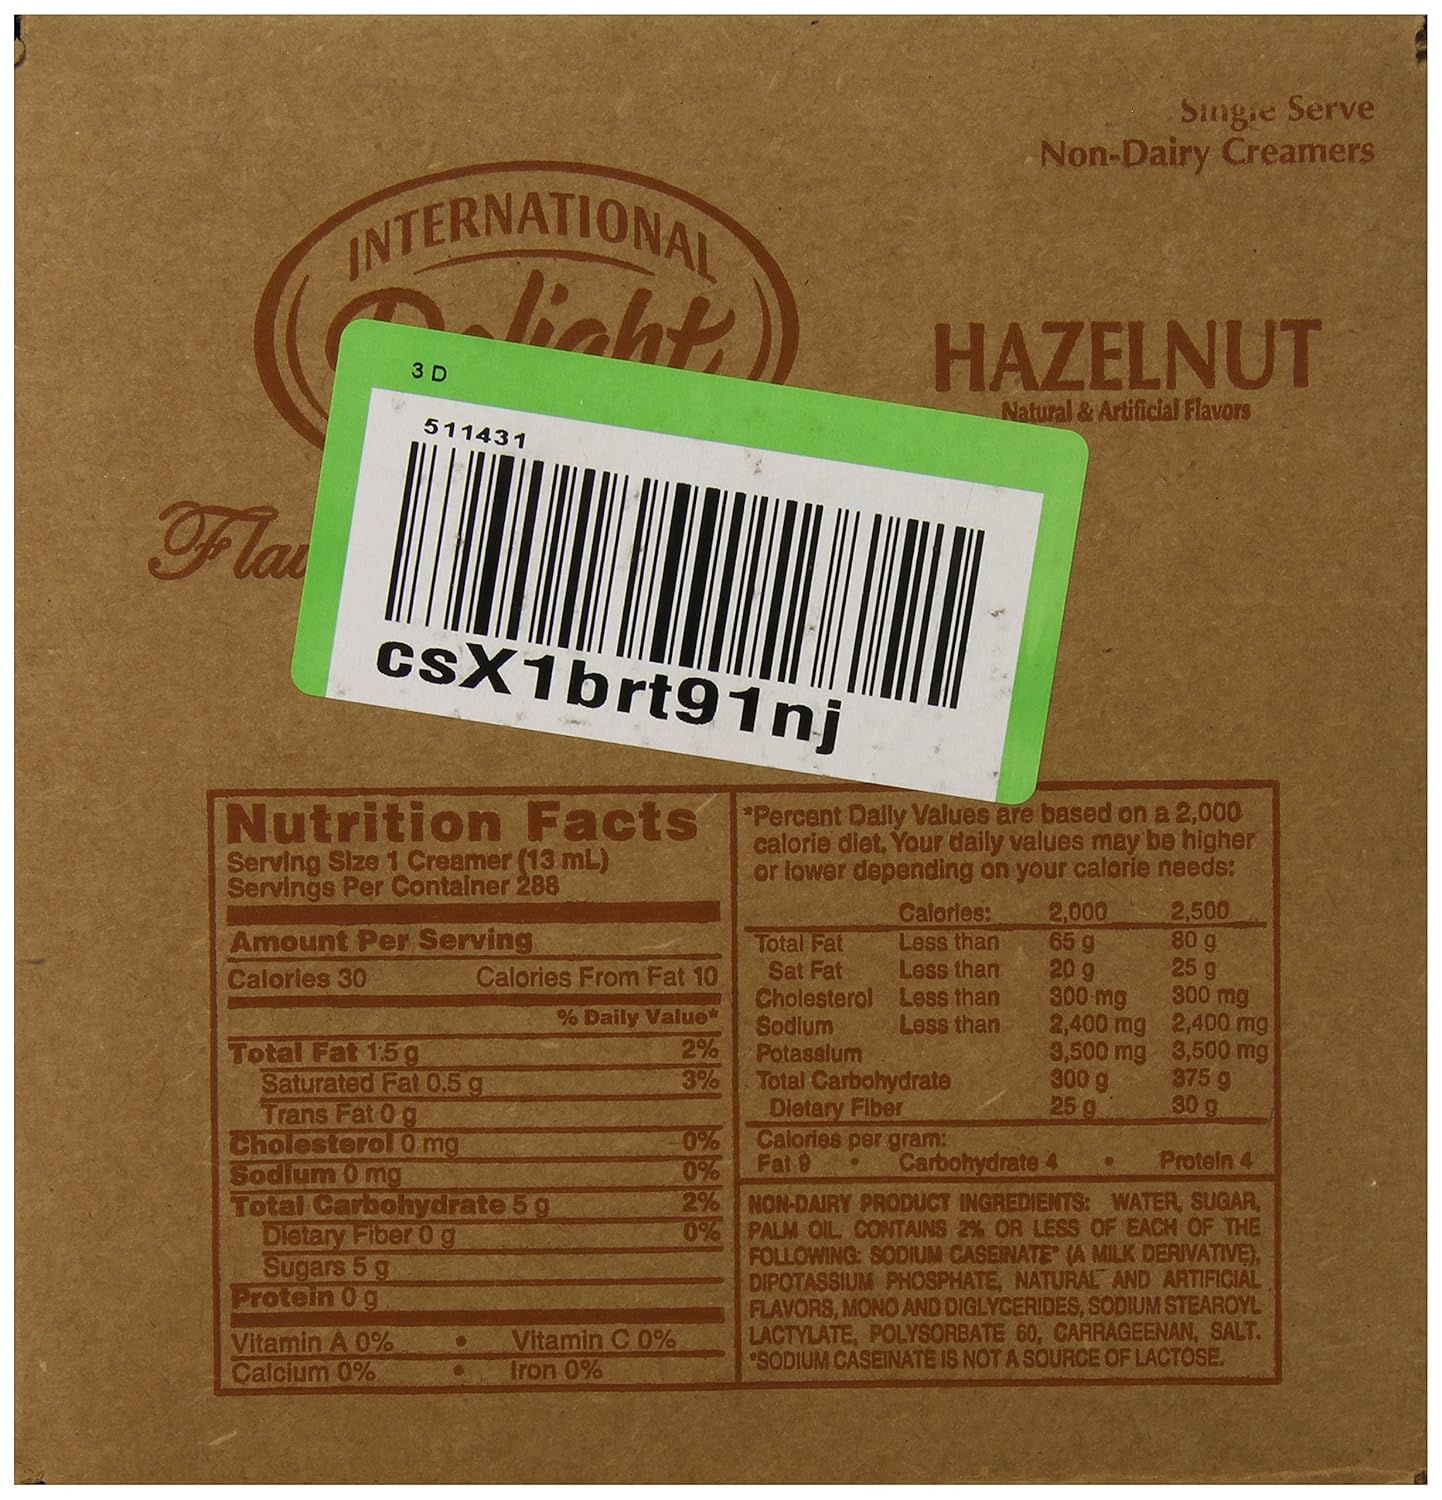 Single Serve
Non-Dairy Creamers
INTERNATIONAL
Delight
HAZELNUT
Natural & Artificial Flavors
3 D
511431
csX1brt91nj
Nutrition Facts
Serving Size 1 Creamer (13 mL)
Servings Per Container 288
Amount Per Serving
Calories 30 Calories From Fat 10
% Daily Value*
Total Fat 1.5 g 2%
Saturated Fat 0.5 g 3%
Trans Fat 0 g
Cholesterol 0 mg 0%
Sodium 0 mg 0%
Total Carbohydrate 5 g 2%
Dietary Fiber 0 g 0%
Sugars 5 g
Protein 0 g
Vitamin A 0% • Vitamin C 0%
Calcium 0% • Iron 0%
*Percent Daily Values are based on a 2,000
calorie diet. Your daily values may be higher
or lower depending on your calorie needs:
Calories: 2,000 2,500
Total Fat Less than 65 g 80 g
Sat Fat Less than 20 g 25 g
Cholesterol Less than 300 mg 300 mg
Sodium Less than 2,400 mg 2,400 mg
Potassium 3,500 mg 3,500 mg
Total Carbohydrate 300 g 375 g
Dietary Fiber 25 g 30 g
Calories per gram:
Fat 9 • Carbohydrate 4 • Protein 4
NON-DAIRY PRODUCT INGREDIENTS: WATER, SUGAR,
PALM OIL. CONTAINS 2% OR LESS OF EACH OF THE
FOLLOWING: SODIUM CASEINATE* (A MILK DERIVATIVE),
DIPOTASSIUM PHOSPHATE, NATURAL AND ARTIFICIAL
FLAVORS, MONO AND DIGLYCERIDES, SODIUM STEAROYL
LACTYLATE, POLYSORBATE 60, CARRAGEENAN, SALT.
*SODIUM CASEINATE IS NOT A SOURCE OF LACTOSE.